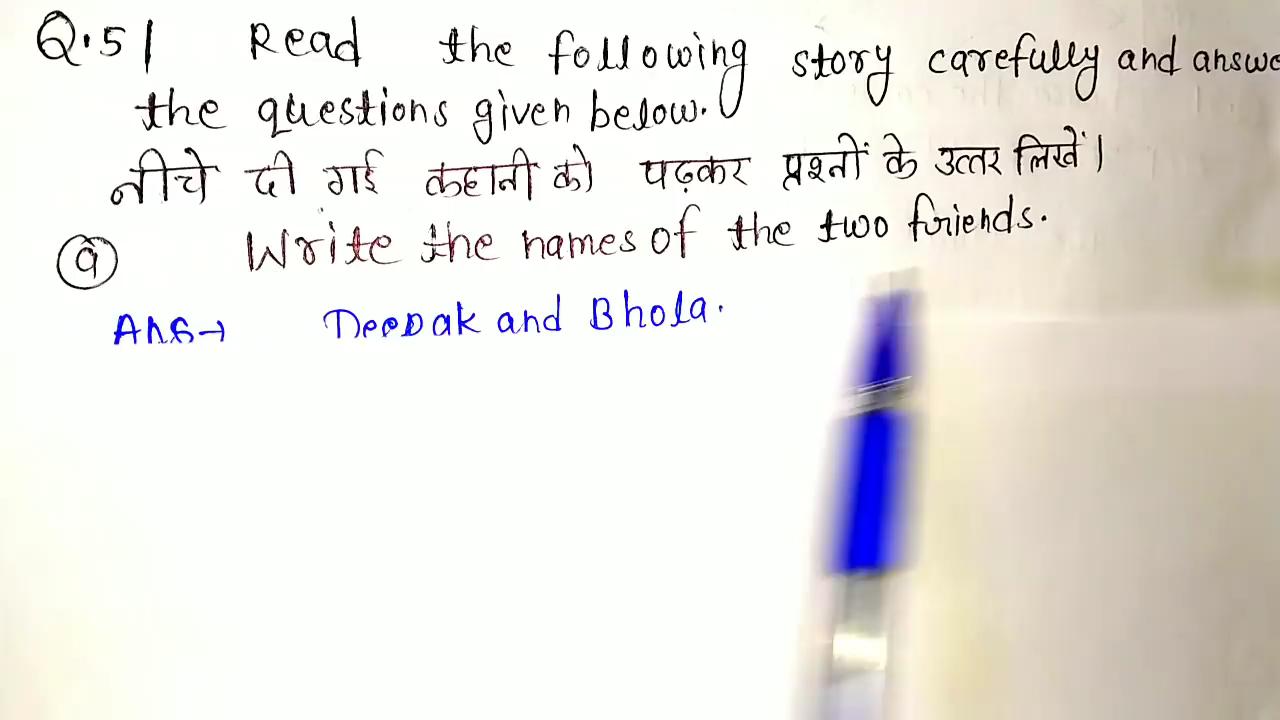 Q.5| Read the following story carefully and answe
the questions given below.
नीचे दी गई कहानी को पढ़कर प्रश्नों के उत्तर लिखें।
(a) Write the names of the two friends.
Ans→ Deepak and Bhola.